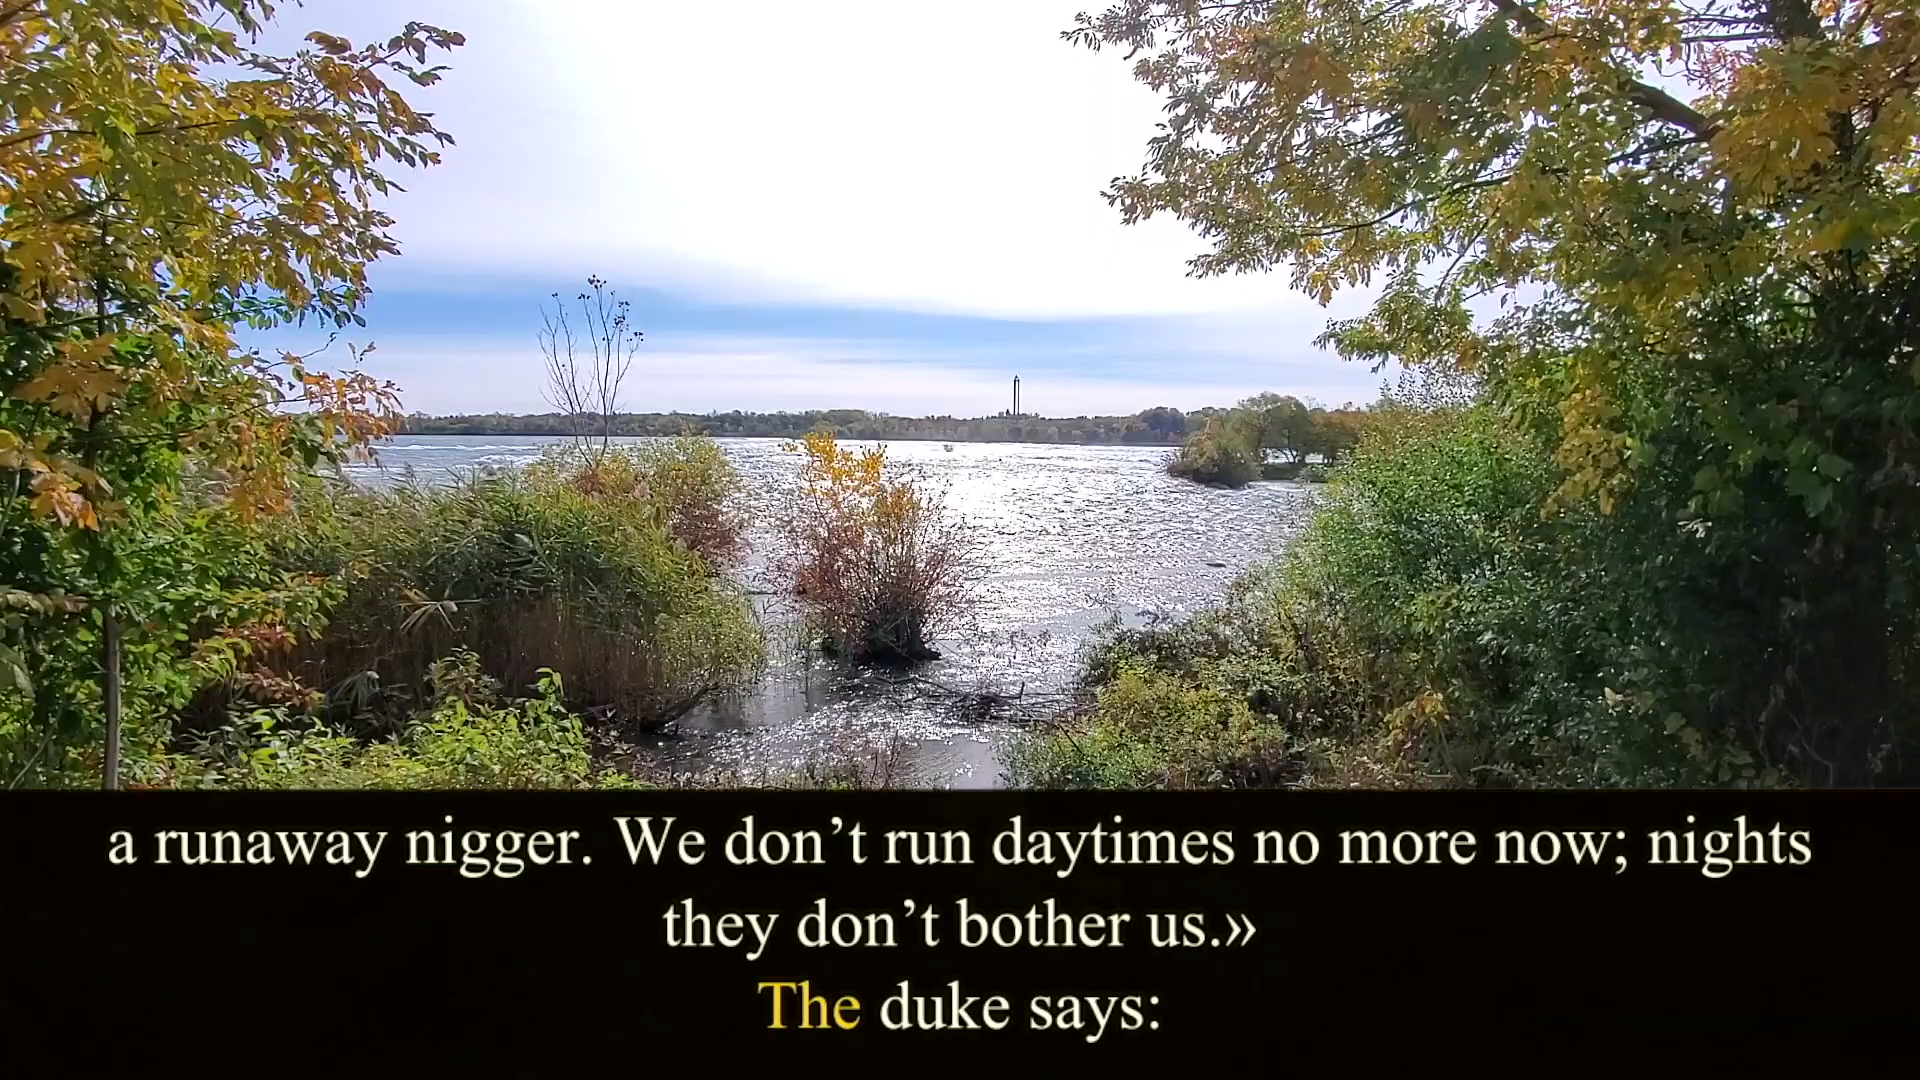 a runaway nigger. We don’t run daytimes no more now; nights
they don’t bother us.»
The duke says: